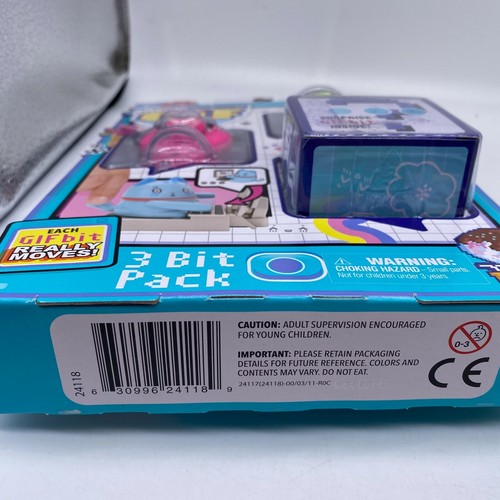 SURPRISE
INSIDE!
EACH
GIFbit
REALLY
MOVES!
3 Bit
Pack
WARNING:
CHOKING HAZARD - Small parts.
Not for children under 3 years
24118
6 30996 24118 9
CAUTION: ADULT SUPERVISION ENCOURAGED
FOR YOUNG CHILDREN.
IMPORTANT: PLEASE RETAIN PACKAGING
DETAILS FOR FUTURE REFERENCE. COLORS AND
CONTENTS MAY VARY. DO NOT EAT.
24117(24118)-00/03/11-R0C
0-3
CE